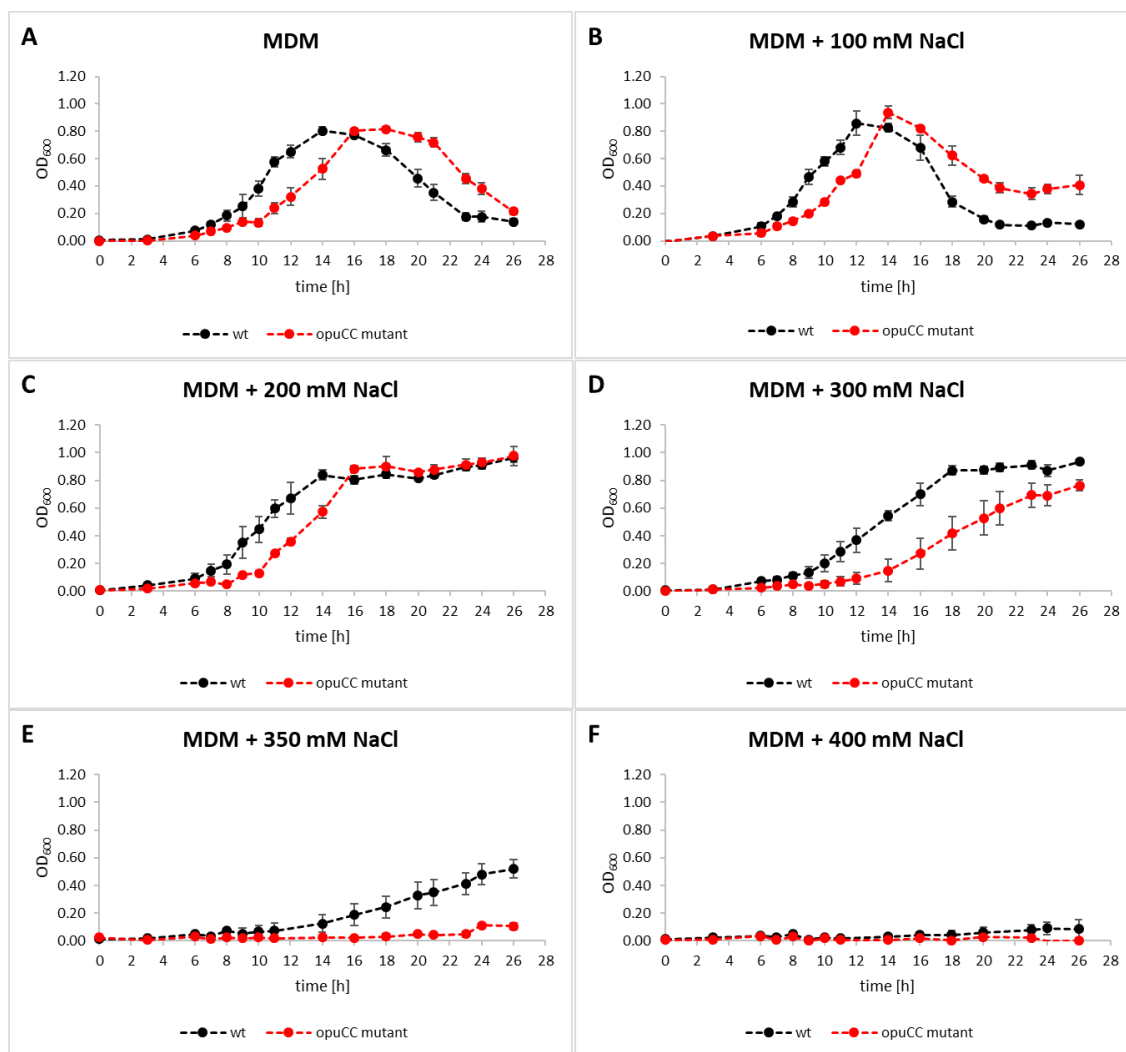 A
MDM
1.20
1.00
0.80
0.60
0.40
0.20
0.00
OD600
0 2 4 6 8 10 12 14 16 18 20 22 24 26 28
time [h]
wt opuCC mutant
B
MDM + 100 mM NaCl
1.20
1.00
0.80
0.60
0.40
0.20
0.00
OD600
0 2 4 6 8 10 12 14 16 18 20 22 24 26 28
time [h]
wt opuCC mutant
C
MDM + 200 mM NaCl
1.20
1.00
0.80
0.60
0.40
0.20
0.00
OD600
0 2 4 6 8 10 12 14 16 18 20 22 24 26 28
time [h]
wt opuCC mutant
D
MDM + 300 mM NaCl
1.20
1.00
0.80
0.60
0.40
0.20
0.00
OD600
0 2 4 6 8 10 12 14 16 18 20 22 24 26 28
time [h]
wt opuCC mutant
E
MDM + 350 mM NaCl
1.20
1.00
0.80
0.60
0.40
0.20
0.00
OD600
0 2 4 6 8 10 12 14 16 18 20 22 24 26 28
time [h]
wt opuCC mutant
F
MDM + 400 mM NaCl
1.20
1.00
0.80
0.60
0.40
0.20
0.00
OD600
0 2 4 6 8 10 12 14 16 18 20 22 24 26 28
time [h]
wt opuCC mutant